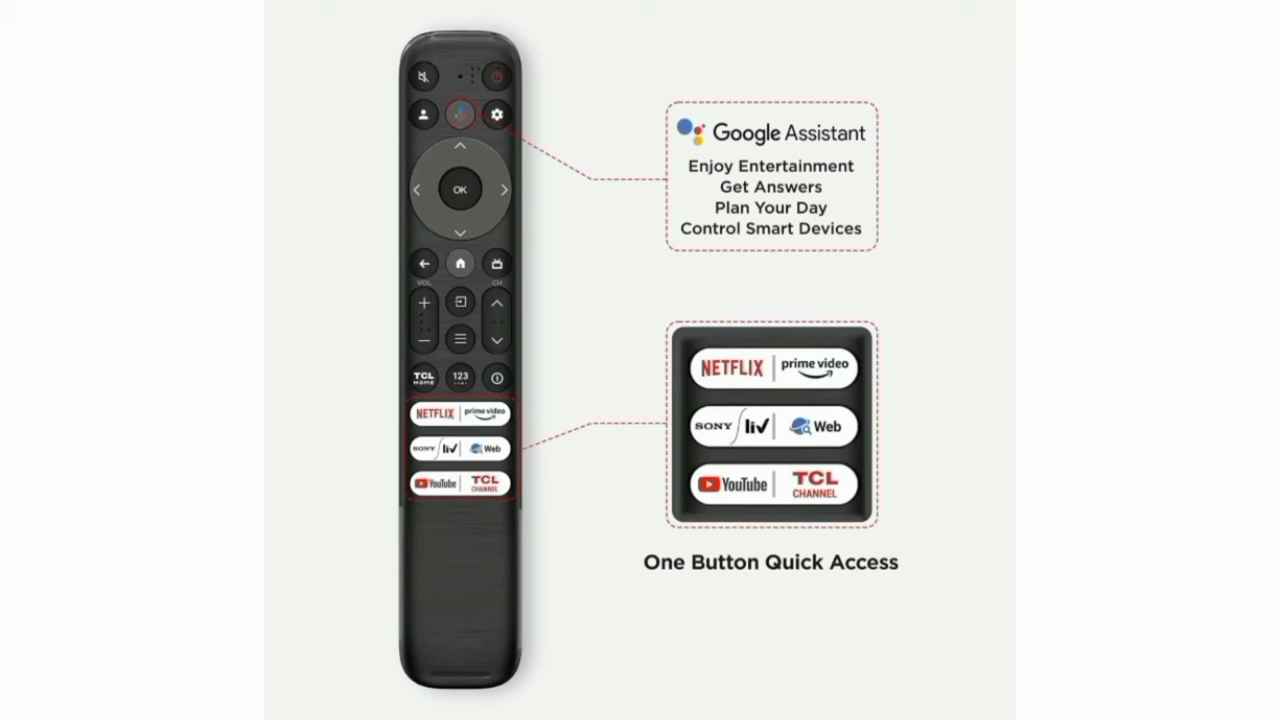 Google Assistant
Enjoy Entertainment
Get Answers
Plan Your Day
Control Smart Devices
OK
VOL
CH
TCL
HOME
123
NETFLIX prime video
SONY liv Web
YouTube TCL
CHANNEL
NETFLIX prime video
SONY liv Web
YouTube TCL
CHANNEL
One Button Quick Access